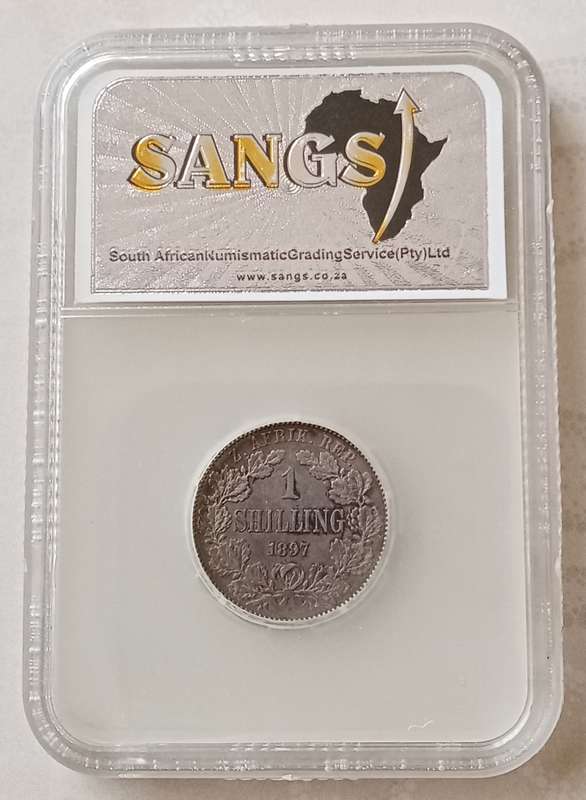 SANGS
South AfricanNumismaticGradingService(Pty)Ltd
www.sangs.co.za
Z. AFRIK. REP.
1
SHILLING
1897